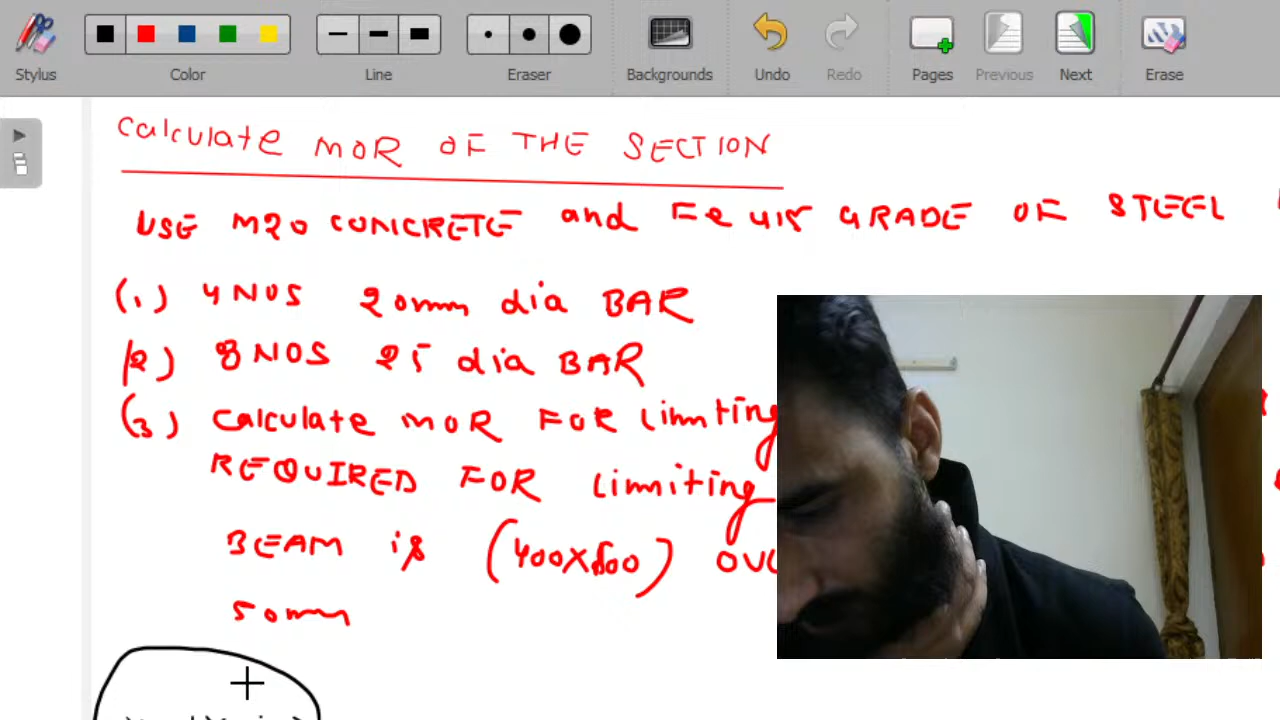 Stylus
Color
Line
Eraser
Backgrounds
Undo
Redo
Pages
Previous
Next
Erase
Calculate MOR OF THE SECTION
USE M20 CONCRETE and Fe 415 GRADE OF STEEL
(1.) 4 NOS 20mm dia BAR
(2) 8 NOS 25 dia BAR
(3) Calculate MOR FOR limiting
REQUIRED FOR limiting
BEAM is (400X600)
50mm